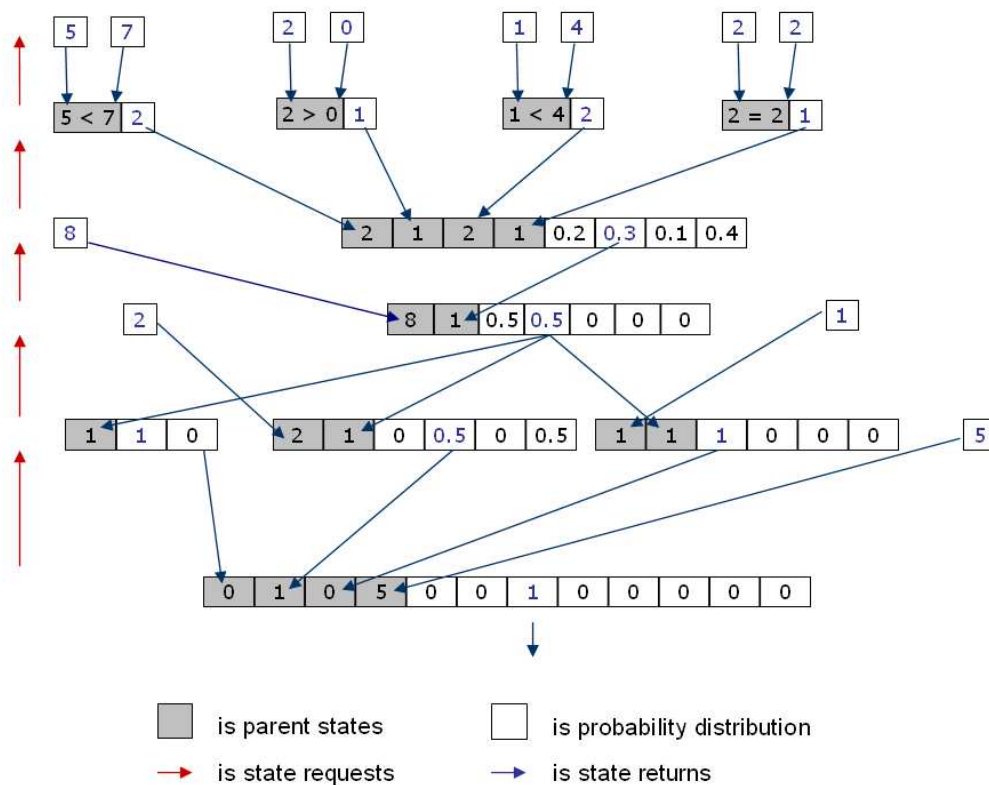 5 7 2 0 1 4 2 2
5 < 7 2 2 > 0 1 1 < 4 2 2 = 2 1
8 2 1 2 1 0.2 0.3 0.1 0.4
2 8 1 0.5 0.5 0 0 0 1
1 1 0 2 1 0 0.5 0 0.5 1 1 1 0 0 0 5
0 1 0 5 0 0 1 0 0 0 0 0
is parent states is probability distribution
is state requests is state returns